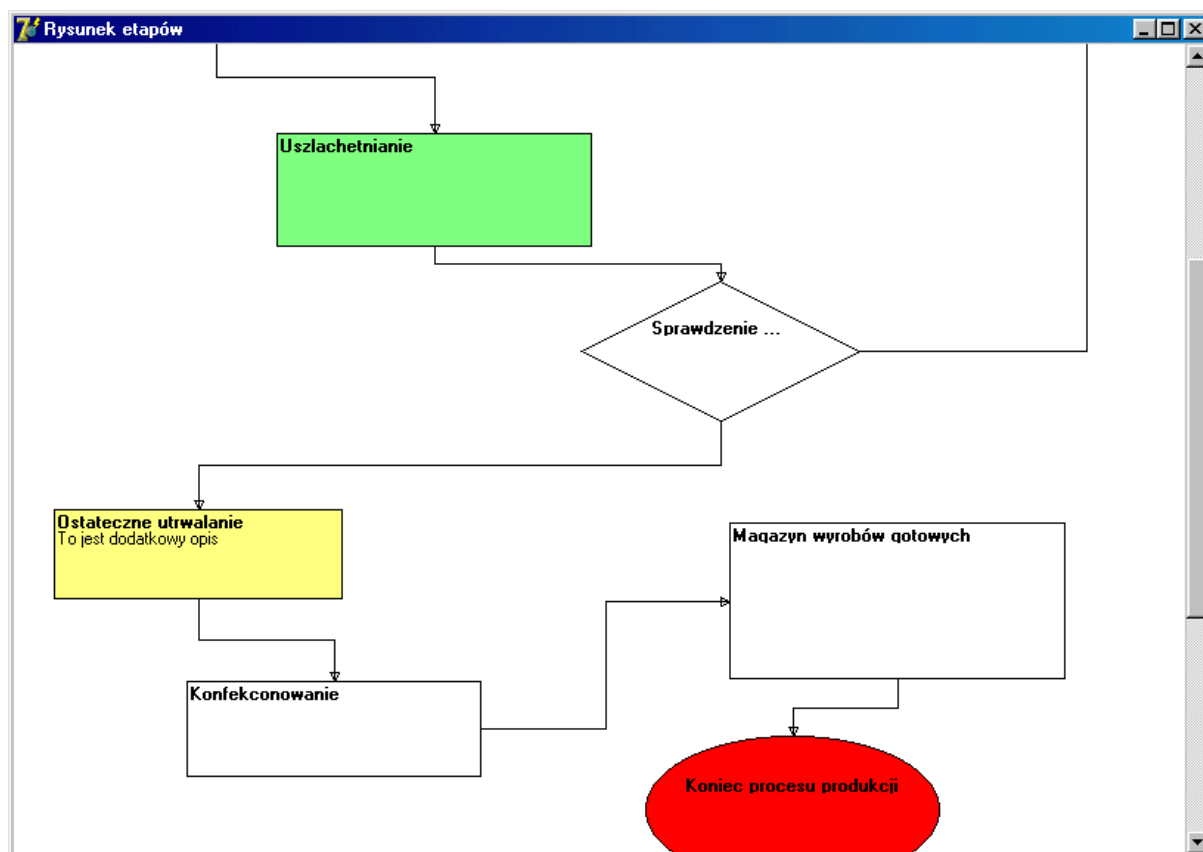 Rysunek etapów
Uszlachetnianie
Sprawdzenie ...
Ostateczne utrwalanie
To jest dodatkowy opis
Magazyn wyrobów gotowych
Konfekconowanie
Koniec procesu produkcji